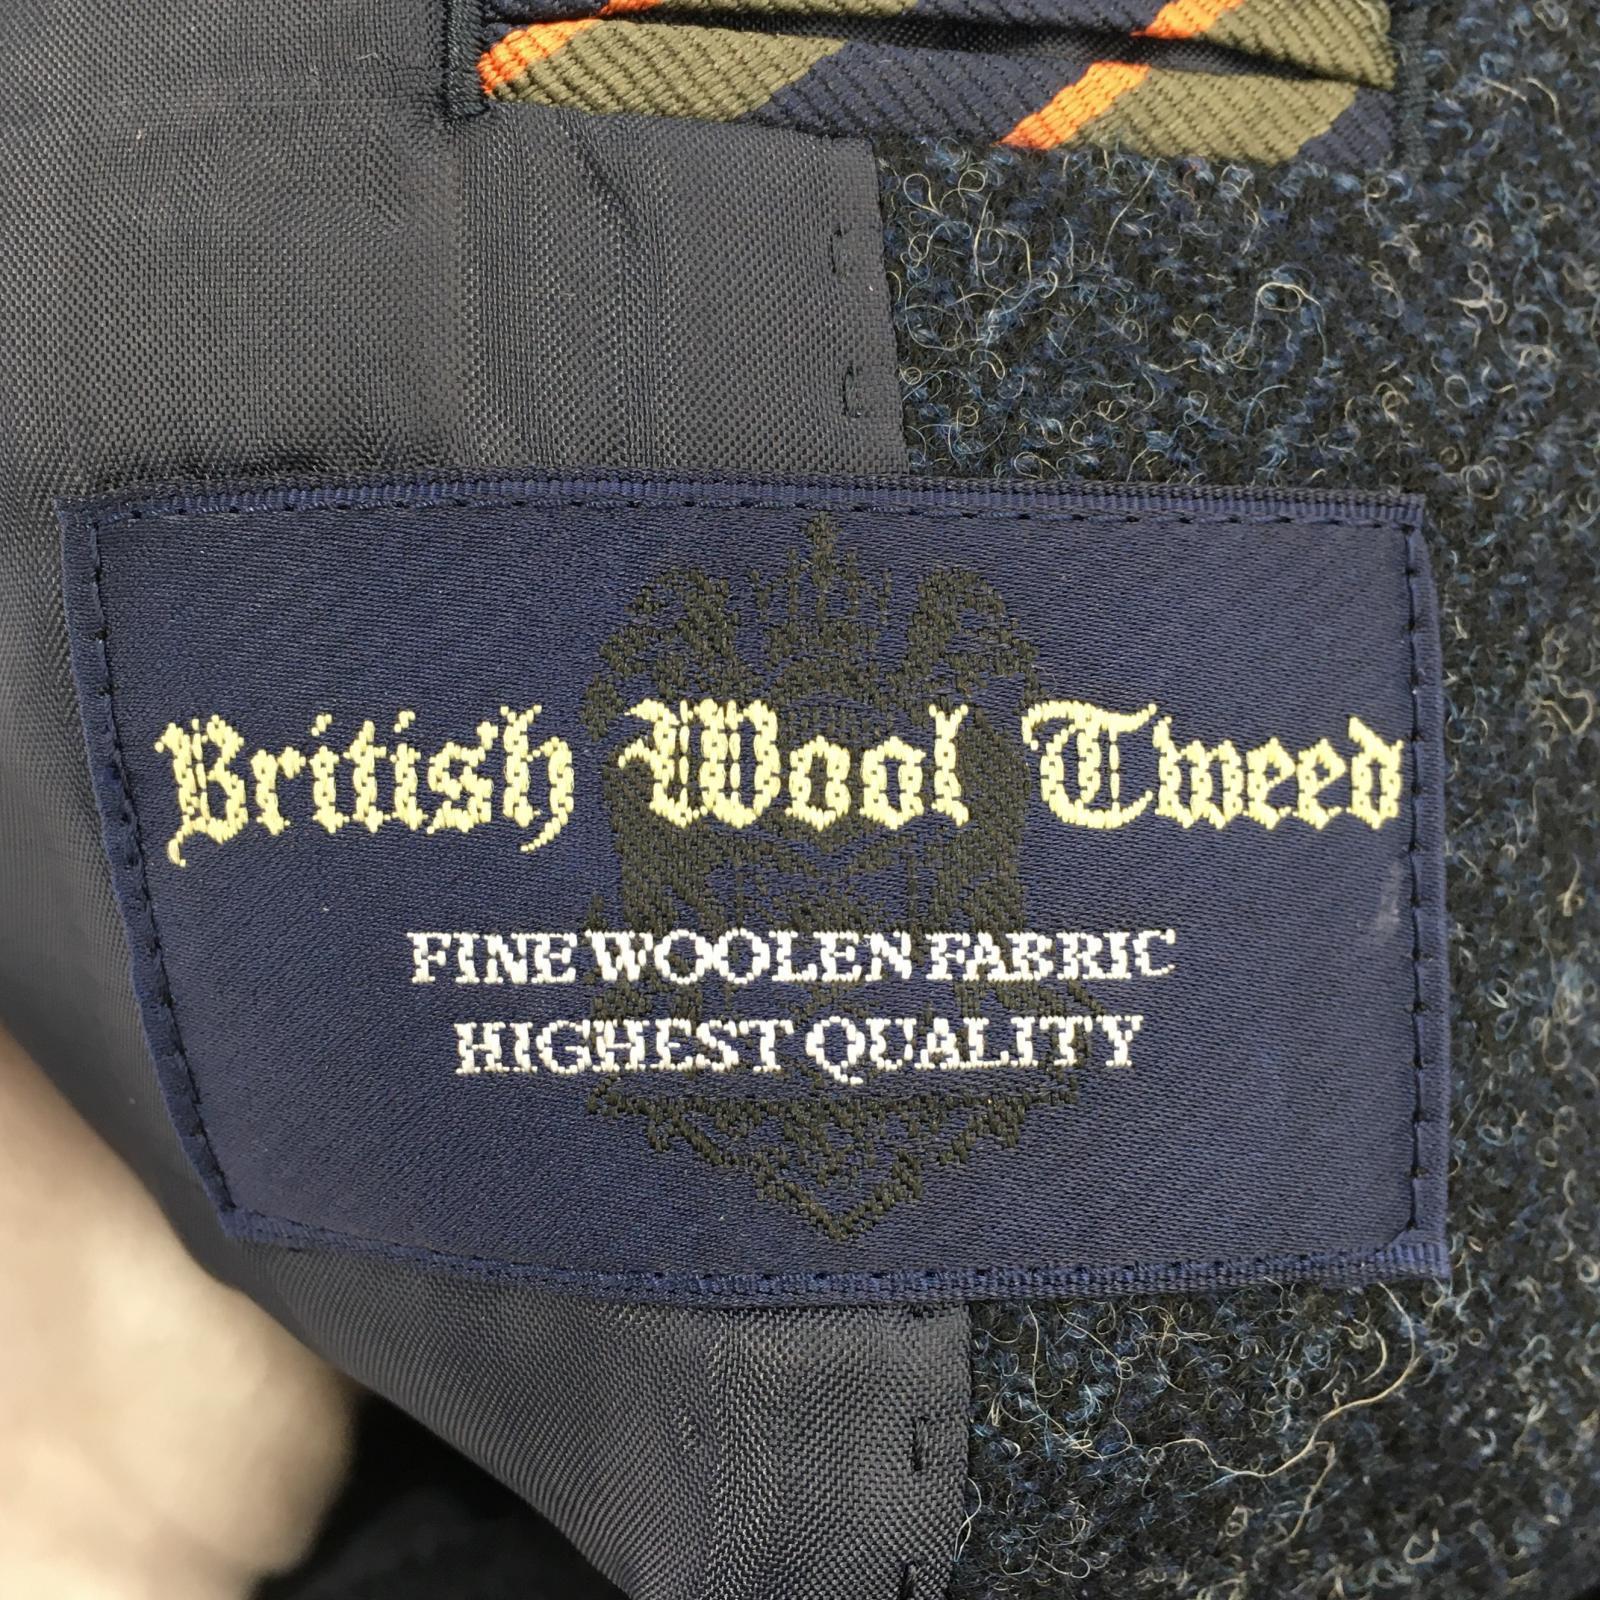 British Wool Tweed
FINE WOOLEN FABRIC
HIGHEST QUALITY